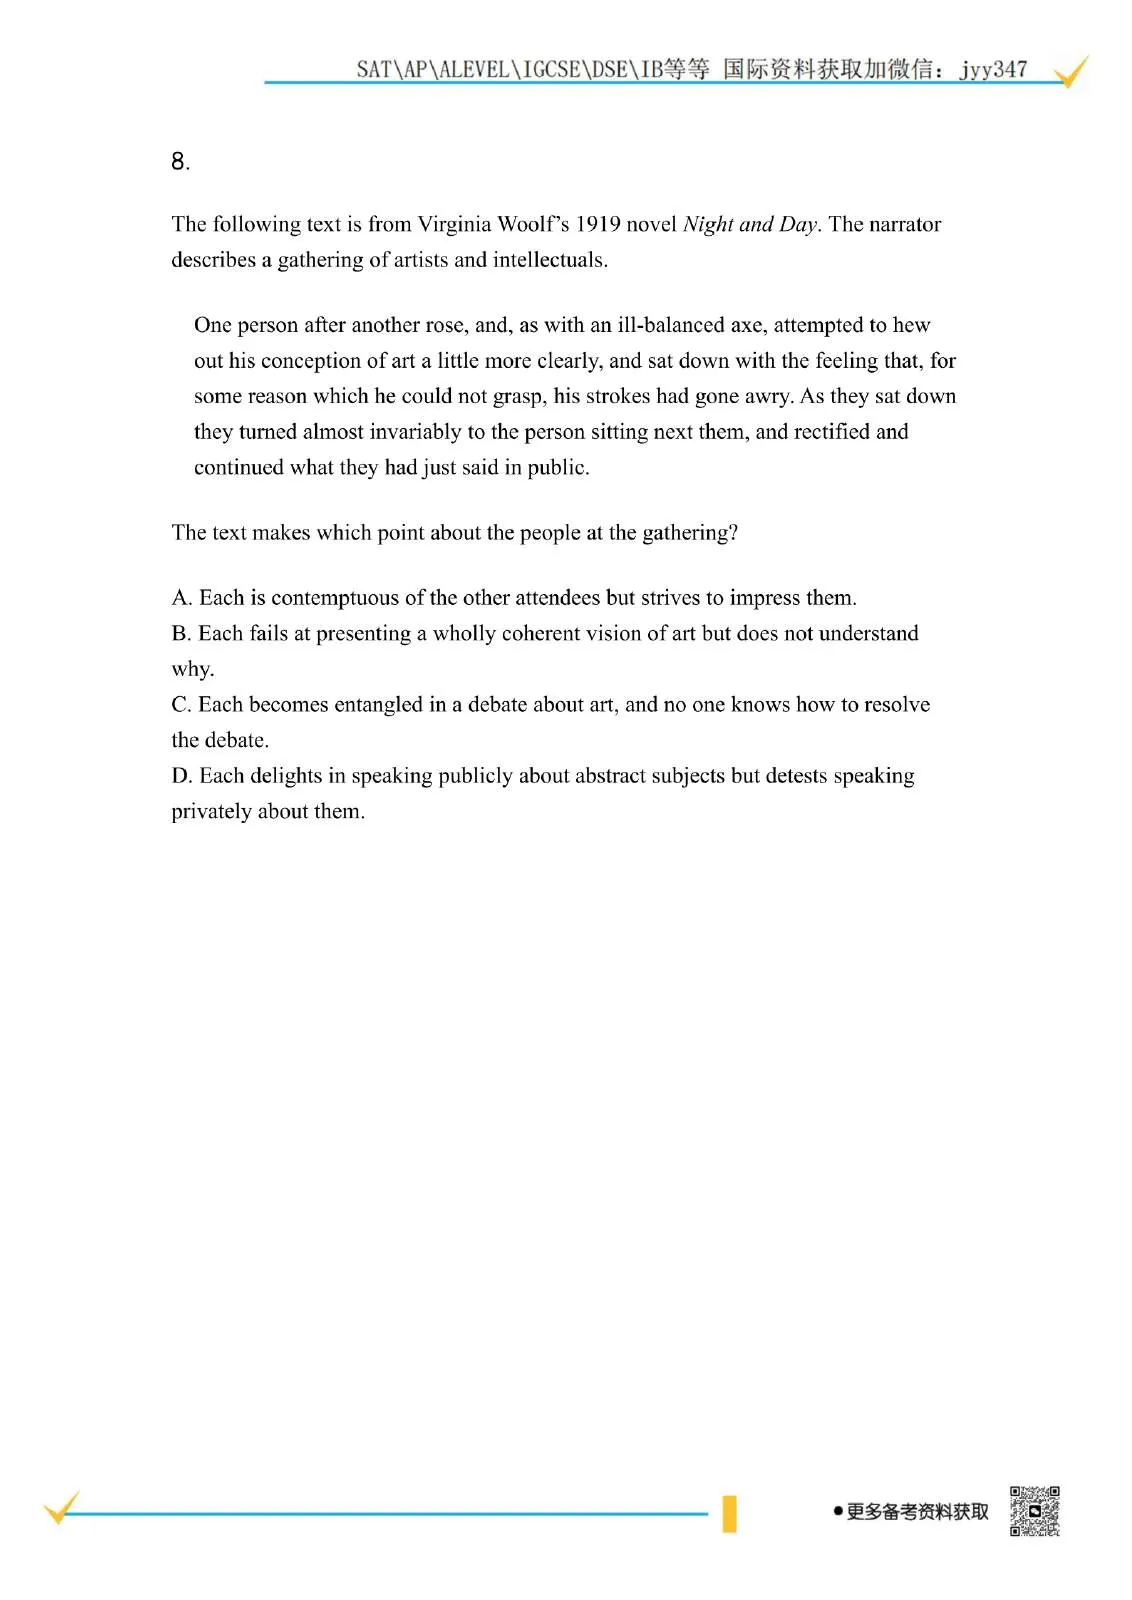 SAT\AP\ALEVEL\IGCSE\DSE\IB等等 国际资料获取加微信：jyy347
8.
The following text is from Virginia Woolf’s 1919 novel Night and Day. The narrator
describes a gathering of artists and intellectuals.
One person after another rose, and, as with an ill-balanced axe, attempted to hew
out his conception of art a little more clearly, and sat down with the feeling that, for
some reason which he could not grasp, his strokes had gone awry. As they sat down
they turned almost invariably to the person sitting next them, and rectified and
continued what they had just said in public.
The text makes which point about the people at the gathering?
A. Each is contemptuous of the other attendees but strives to impress them.
B. Each fails at presenting a wholly coherent vision of art but does not understand
why.
C. Each becomes entangled in a debate about art, and no one knows how to resolve
the debate.
D. Each delights in speaking publicly about abstract subjects but detests speaking
privately about them.
●更多备考资料获取